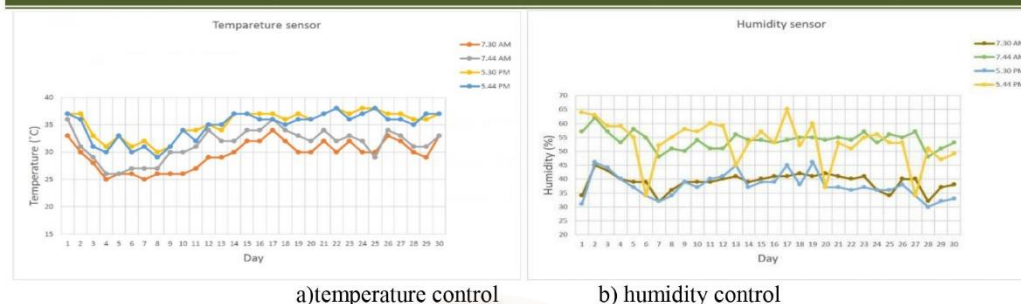 Tempareture sensor
7.30 AM
7.44 AM
5.30 PM
5.44 PM
40
35
30
25
20
15
Temperature (°C)
1 2 3 4 5 6 7 8 9 10 11 12 13 14 15 16 17 18 19 20 21 22 23 24 25 26 27 28 29 30
Day
Humidity sensor
7.30 AM
7.44 AM
5.30 PM
5.44 PM
70
65
60
55
50
45
40
35
30
25
20
15
Humidity (%)
1 2 3 4 5 6 7 8 9 10 11 12 13 14 15 16 17 18 19 20 21 22 23 24 25 26 27 28 29 30
Day
a)temperature control
b) humidity control